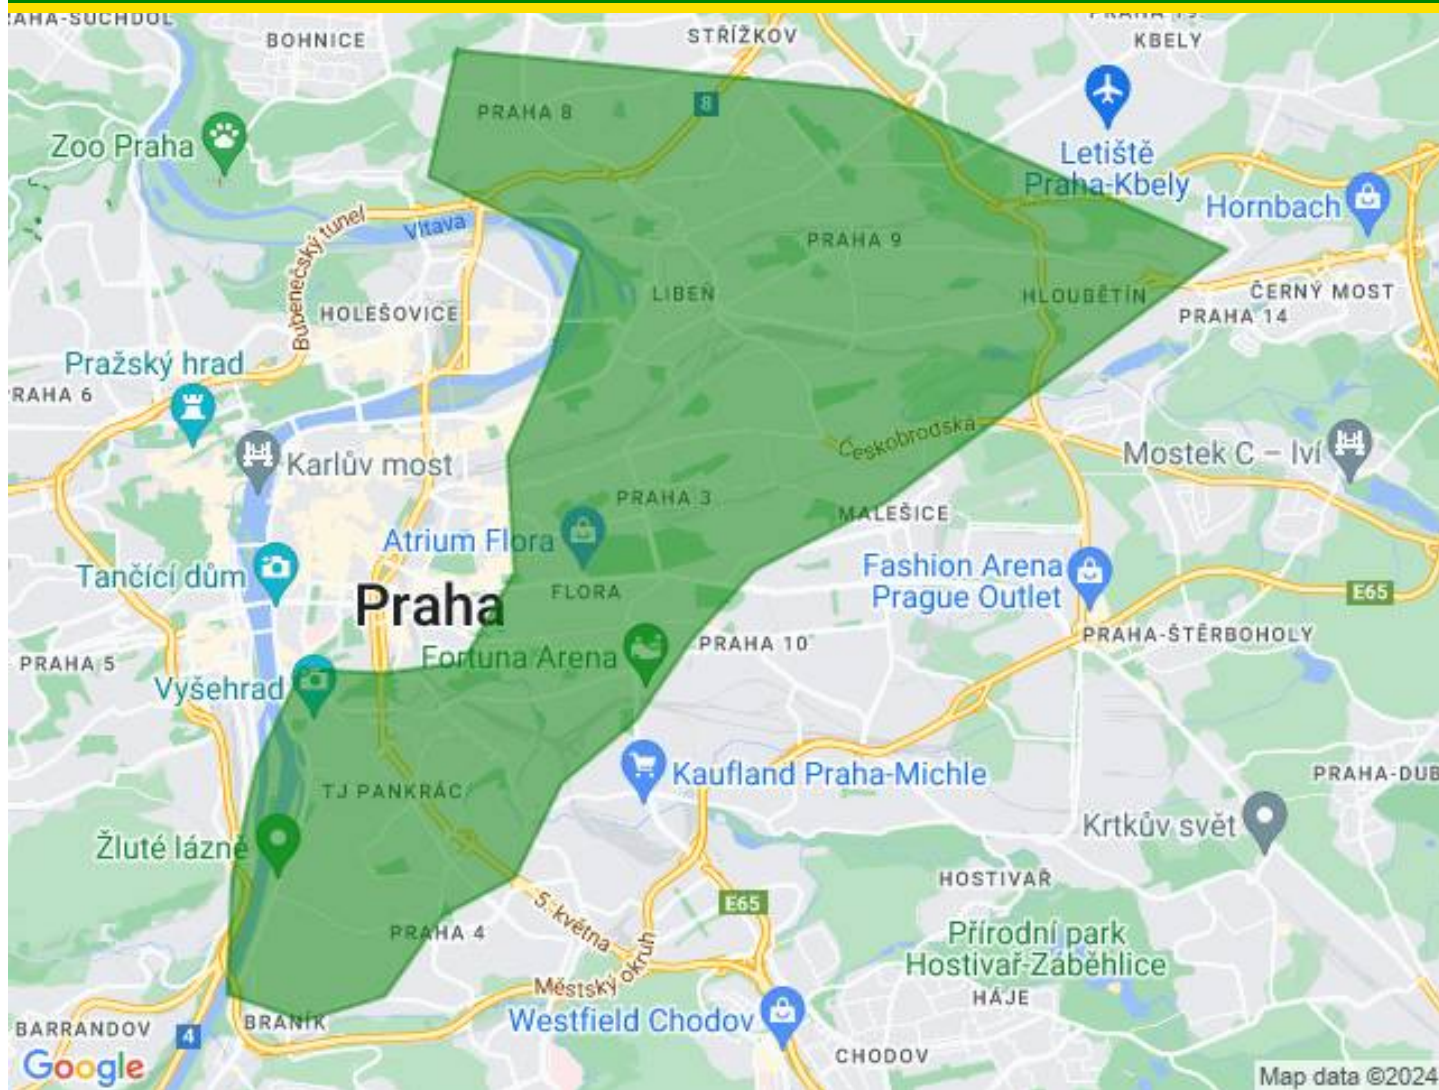 AHA-SUCHDOL
BOHNICE
STŘÍŽKOV
KBELY
PRAHA 8
8
Zoo Praha
Letiště
Praha-Kbely
Hornbach
Bubenečský tunel
Vltava
PRAHA 9
HOLEŠOVICE
LIBEŇ
HLOUBĚTÍN
ČERNÝ MOST
PRAHA 14
Pražský hrad
RAHA 6
Českobrodská
Karlův most
Mostek C – lví
PRAHA 3
MALEŠICE
Atrium Flora
Tančící dům
FLORA
Fashion Arena
Prague Outlet
E65
Praha
PRAHA 5
Fortuna Arena
PRAHA 10
PRAHA-ŠTĚRBOHOLY
Vyšehrad
TJ PANKRÁC
Kaufland Praha-Michle
PRAHA-DUB
Žluté lázně
Krtkův svět
HOSTIVAŘ
E65
5. května
PRAHA 4
Přírodní park
Hostivař-Záběhlice
Městský okruh
HÁJE
BARRANDOV
4
BRANÍK
Westfield Chodov
CHODOV
Google
Map data ©2024